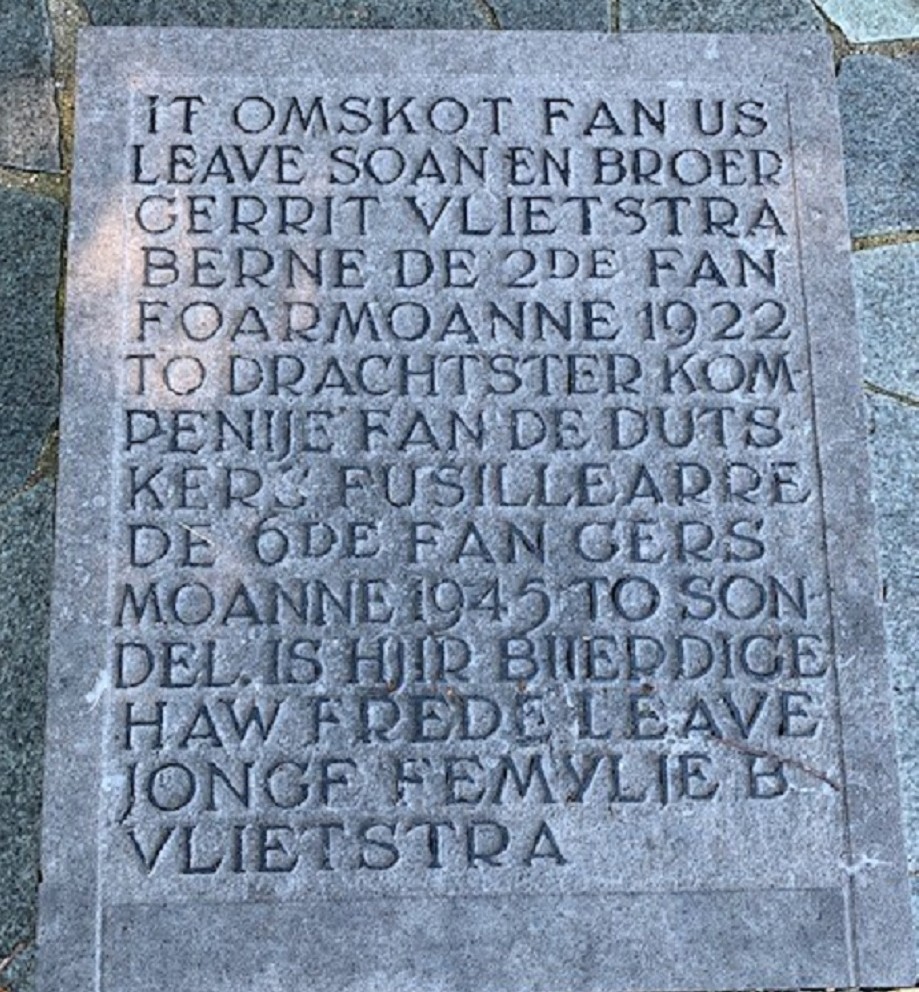 IT OMSKOT FAN US
LEAVE SOAN EN BROER
GERRIT VLIETSTRA
BERNE DE 2DE FAN
FOARMOANNE 1922
TO DRACHTSTER KOM-
PENIJE FAN DE DUTS
KERS FUSILLEARRE
DE 6DE FAN GERS
MOANNE 1945 TO SON-
DEL. IS HJIR BIIERDIGE
HAW FREDE LEAVE
JONGE FEMYLJE B
VLIETSTRA